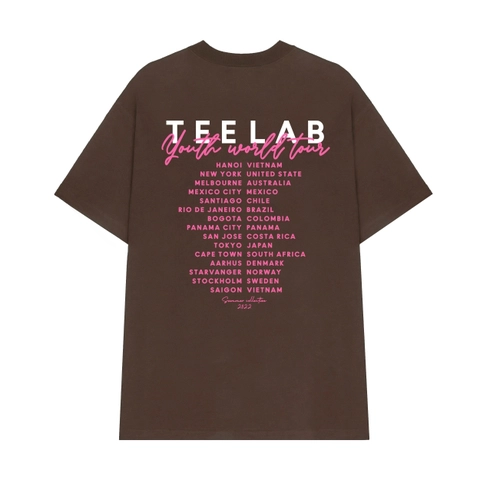 TEELAB
Youth world tour
HANOI VIETNAM
NEW YORK UNITED STATE
MELBOURNE AUSTRALIA
MEXICO CITY MEXICO
SANTIAGO CHILE
RIO DE JANEIRO BRAZIL
BOGOTA COLOMBIA
PANAMA CITY PANAMA
SAN JOSE COSTA RICA
TOKYO JAPAN
CAPE TOWN SOUTH AFRICA
AARHUS DENMARK
STARVANGER NORWAY
STOCKHOLM SWEDEN
SAIGON VIETNAM
Summer collection
2022